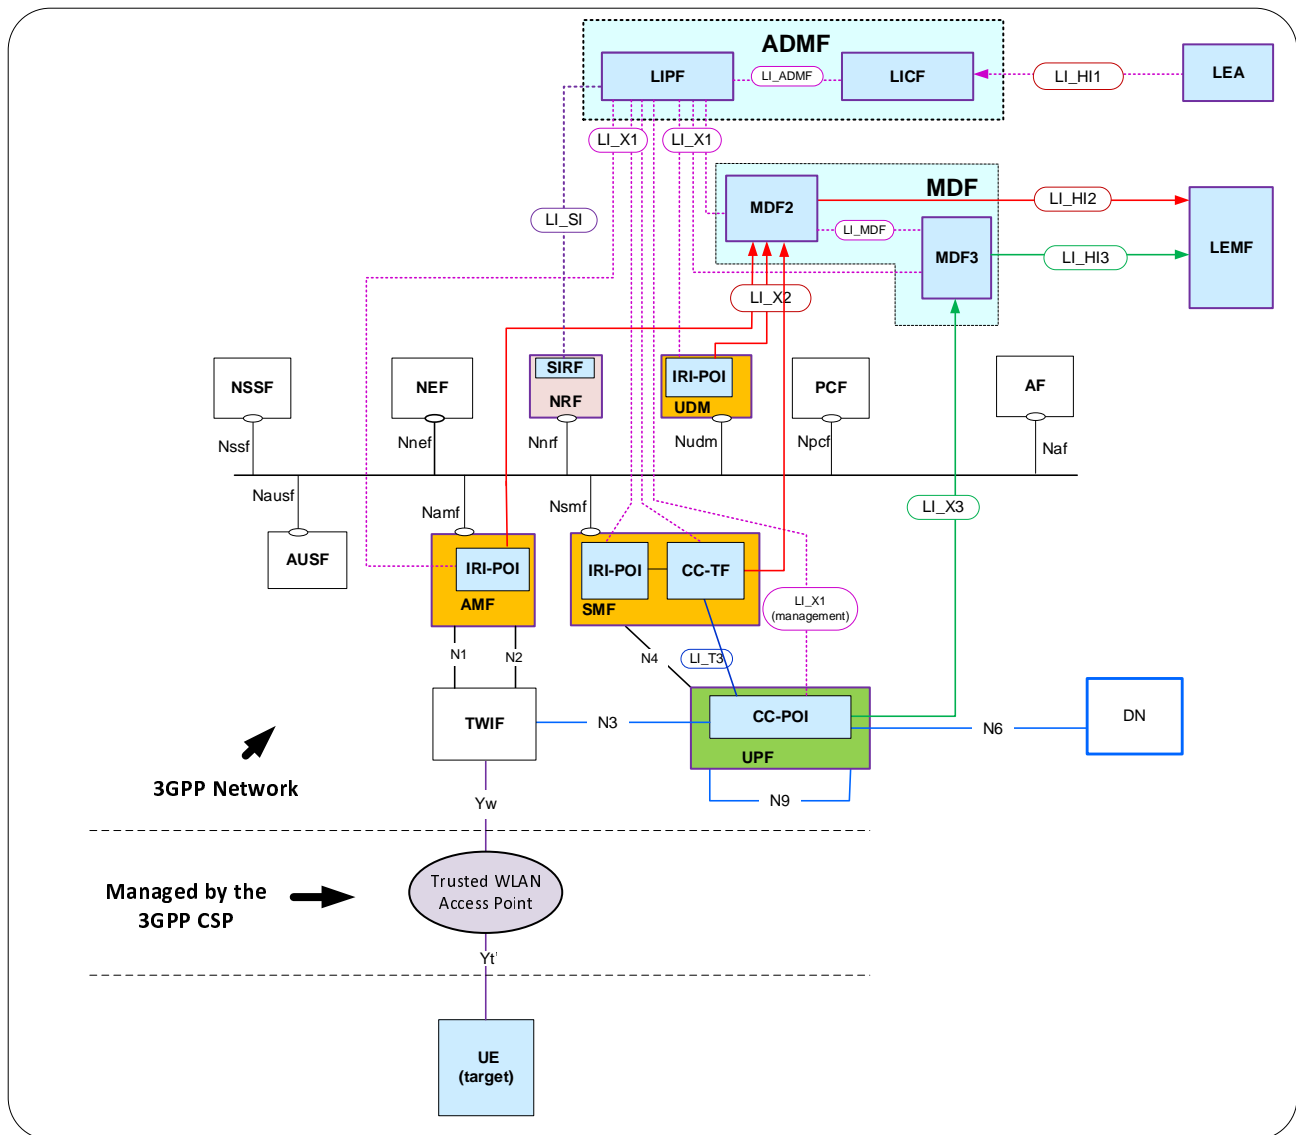 ADMF
LIPF
LI_ADMF
LICF
LI_HI1
LEA
LI_X1
LI_X1
MDF
MDF2
LI_HI2
LI_SI
LI_MDF
MDF3
LI_HI3
LEMF
LI_X2
NSSF
NEF
SIRF
NRF
IRI-POI
UDM
PCF
AF
Nssf
Nnef
Nnrf
Nudm
Npcf
Naf
Nausf
Namf
Nsmf
LI_X3
AUSF
IRI-POI
AMF
IRI-POI
CC-TF
SMF
LI_X1
(management)
N1
N2
N4
LI_T3
TWIF
N3
CC-POI
UPF
N6
DN
N9
3GPP Network
Yw
Managed by the
3GPP CSP
Trusted WLAN
Access Point
Yt'
UE
(target)